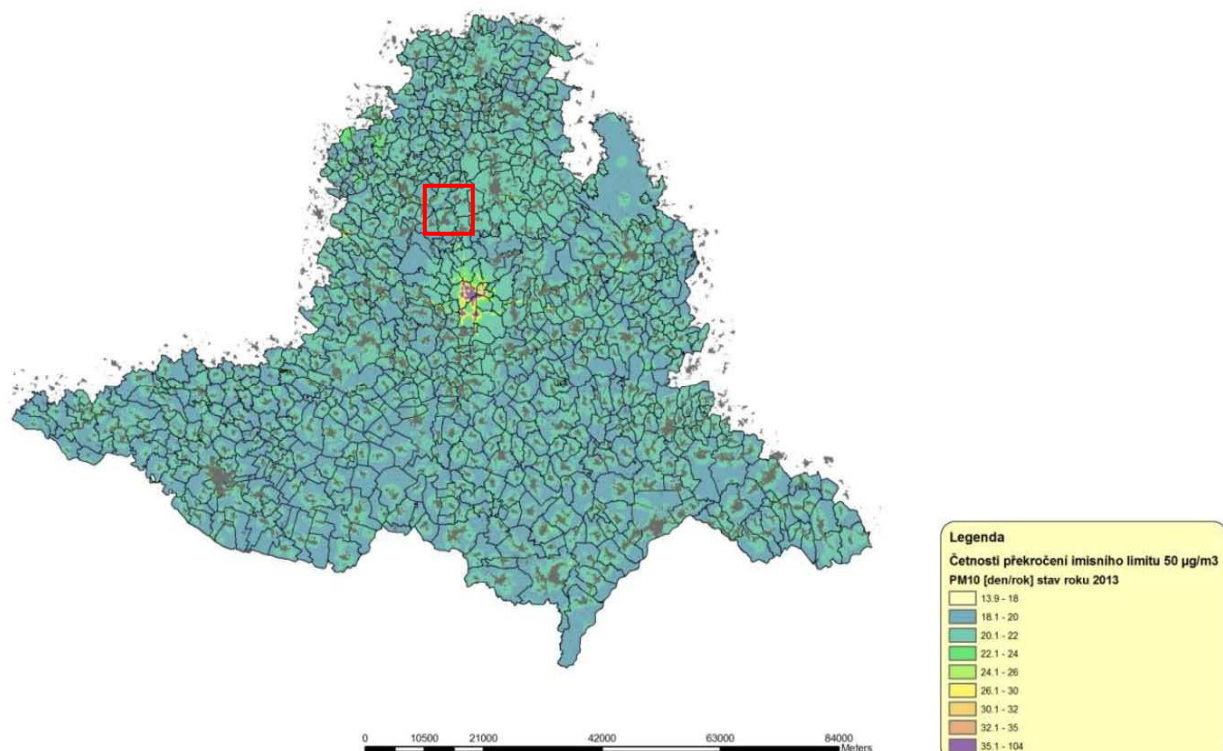 Legenda
Četnosti překročení imisního limitu 50 µg/m3
PM10 [den/rok] stav roku 2013
13.9 - 18
18.1 - 20
20.1 - 22
22.1 - 24
24.1 - 26
26.1 - 30
30.1 - 32
32.1 - 35
35.1 - 104
0 10500 21000 42000 63000 84000
Meters